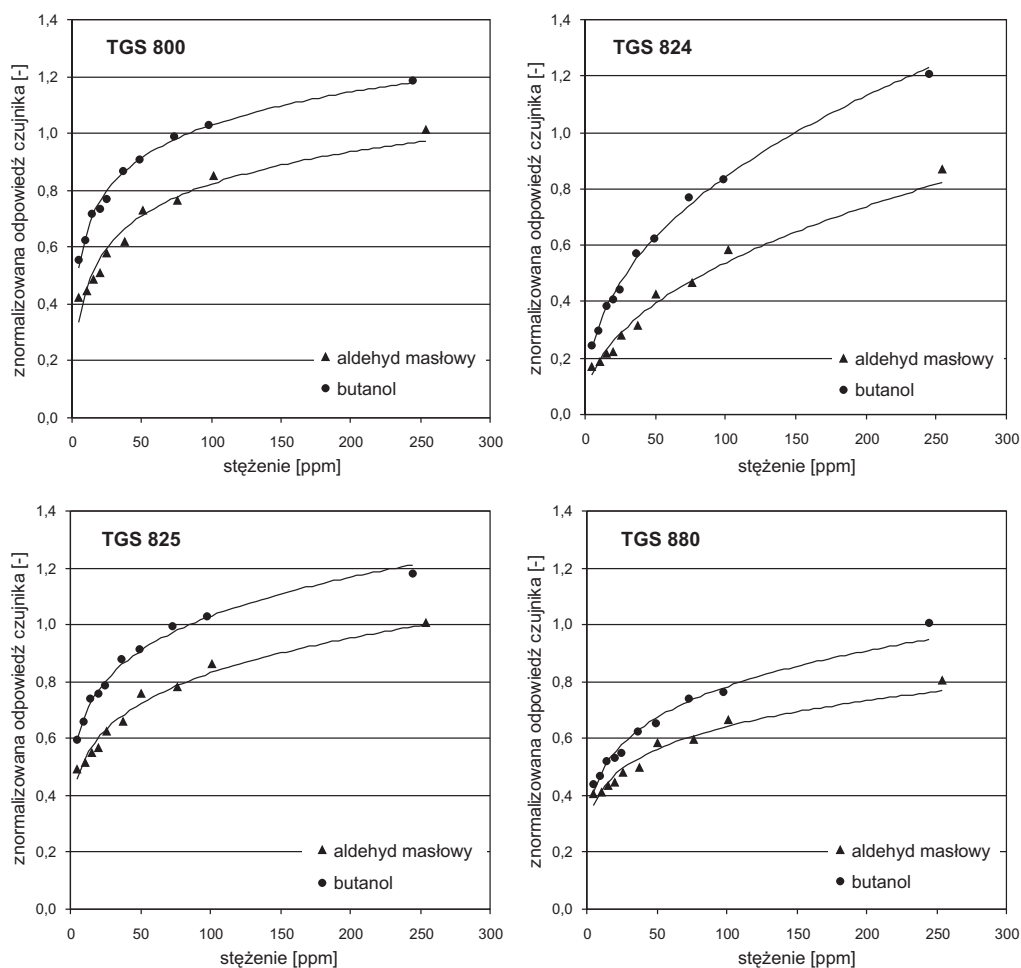 TGS 800
znormalizowana odpowiedź czujnika [-]
1,4
1,2
1,0
0,8
0,6
0,4
0,2
0,0
aldehyd masłowy
butanol
0 50 100 150 200 250 300
stężenie [ppm]
TGS 824
znormalizowana odpowiedź czujnika [-]
1,4
1,2
1,0
0,8
0,6
0,4
0,2
0,0
aldehyd masłowy
butanol
0 50 100 150 200 250 300
stężenie [ppm]
TGS 825
znormalizowana odpowiedź czujnika [-]
1,4
1,2
1,0
0,8
0,6
0,4
0,2
0,0
aldehyd masłowy
butanol
0 50 100 150 200 250 300
stężenie [ppm]
TGS 880
znormalizowana odpowiedź czujnika [-]
1,4
1,2
1,0
0,8
0,6
0,4
0,2
0,0
aldehyd masłowy
butanol
0 50 100 150 200 250 300
stężenie [ppm]